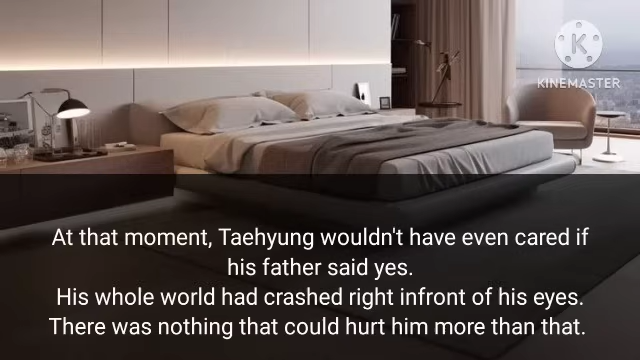 KINEMASTER
At that moment, Taehyung wouldn't have even cared if
his father said yes.
His whole world had crashed right infront of his eyes.
There was nothing that could hurt him more than that.